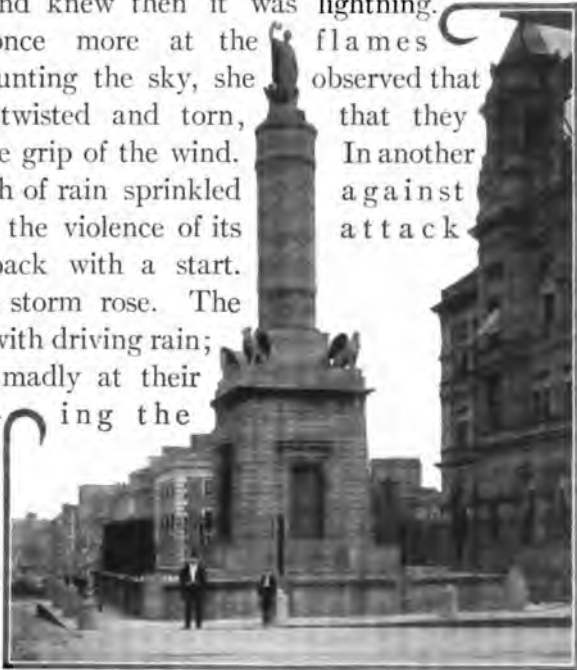 nd knew then it was lightning.
once more at the flames
unting the sky, she observed that
twisted and torn, that they
e grip of the wind. In another
h of rain sprinkled against
the violence of its attack
back with a start.
storm rose. The
with driving rain;
madly at their
ing the